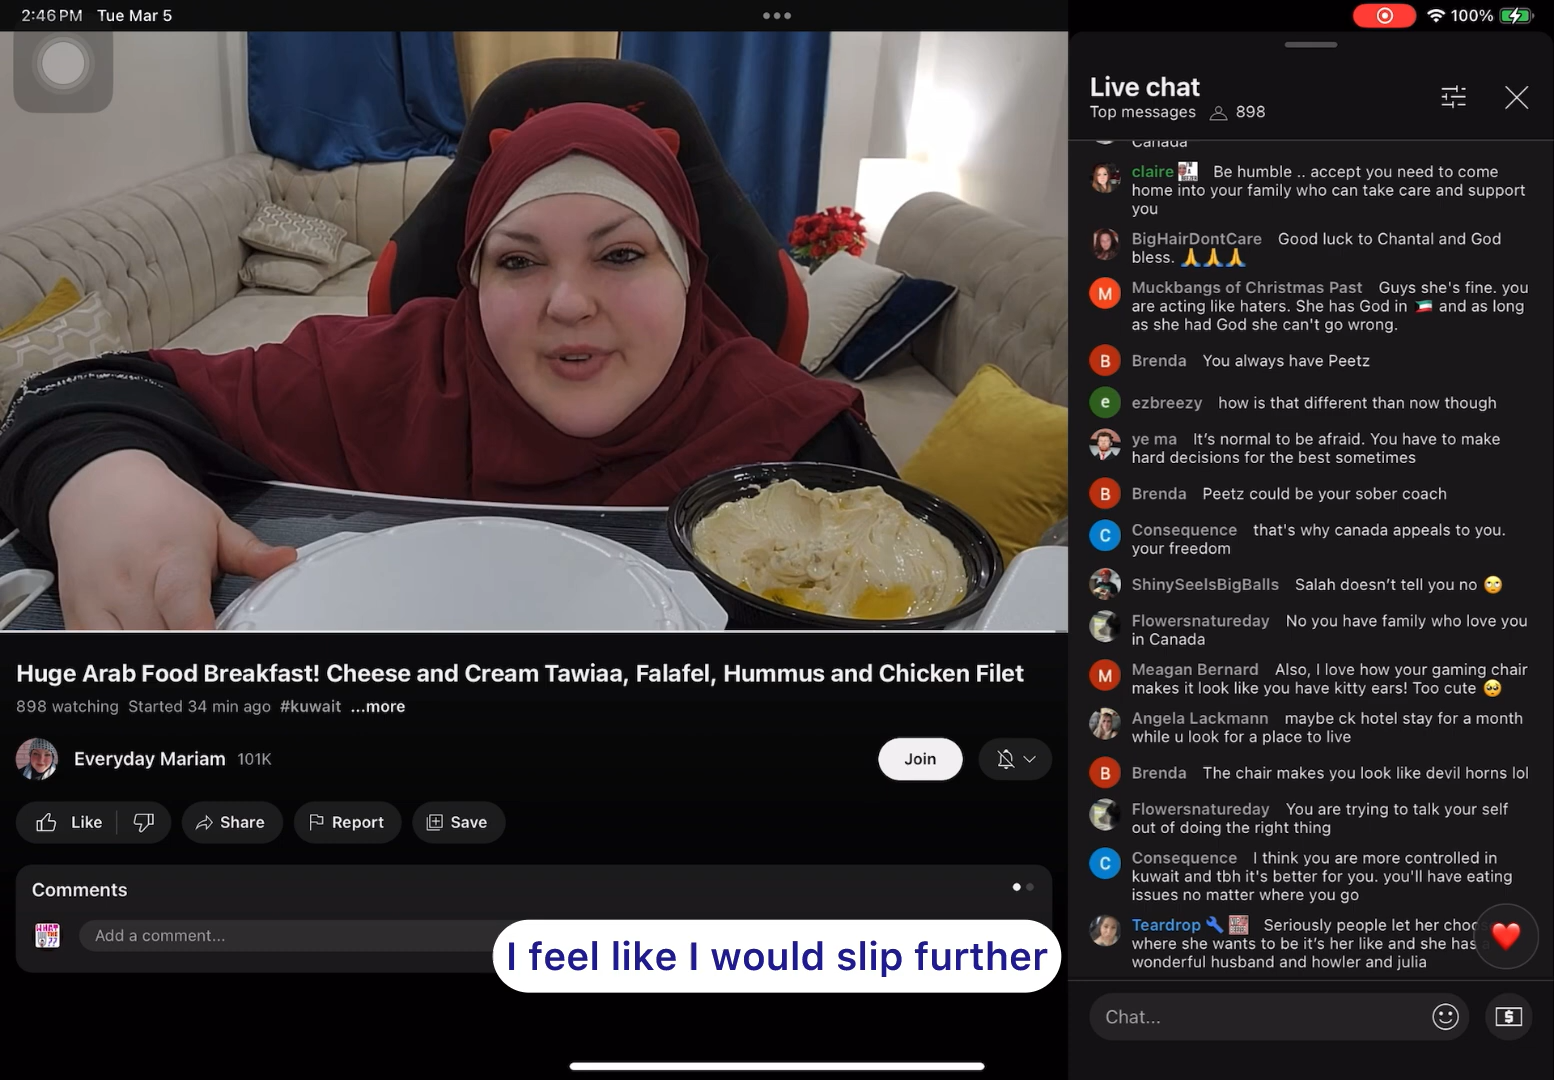 2:46 PM Tue Mar 5
100%
Live chat
Top messages 898
Canada
claire Be humble .. accept you need to come
home into your family who can take care and support
you
BigHairDontCare Good luck to Chantal and God
bless. 🙏🙏🙏
M
Muckbangs of Christmas Past Guys she's fine. you
are acting like haters. She has God in 🇰🇼 and as long
as she had God she can't go wrong.
B
Brenda You always have Peetz
e
ezbreezy how is that different than now though
ye ma It's normal to be afraid. You have to make
hard decisions for the best sometimes
B
Brenda Peetz could be your sober coach
C
Consequence that's why canada appeals to you.
your freedom
ShinySeelsBigBalls Salah doesn't tell you no 🙄
Flowersnatureday No you have family who love you
in Canada
M
Meagan Bernard Also, I love how your gaming chair
makes it look like you have kitty ears! Too cute 🥺
Angela Lackmann maybe ck hotel stay for a month
while u look for a place to live
B
Brenda The chair makes you look like devil horns lol
Flowersnatureday You are trying to talk your self
out of doing the right thing
C
Consequence I think you are more controlled in
kuwait and tbh it's better for you. you'll have eating
issues no matter where you go
Teardrop 🔧 Seriously people let her choo
where she wants to be it's her like and she has
wonderful husband and howler and julia
Chat...
Huge Arab Food Breakfast! Cheese and Cream Tawiaa, Falafel, Hummus and Chicken Filet
898 watching Started 34 min ago #kuwait ...more
Everyday Mariam 101K
Join
Like Share Report Save
Comments
Add a comment...
I feel like I would slip further